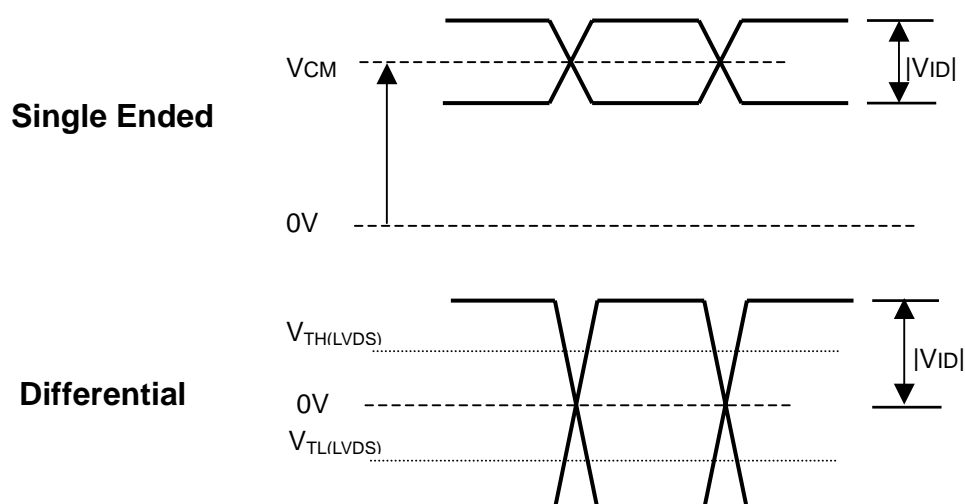 VCM
|VID|
Single Ended
0V
VTH(LVDS)
|VID|
Differential
0V
VTL(LVDS)